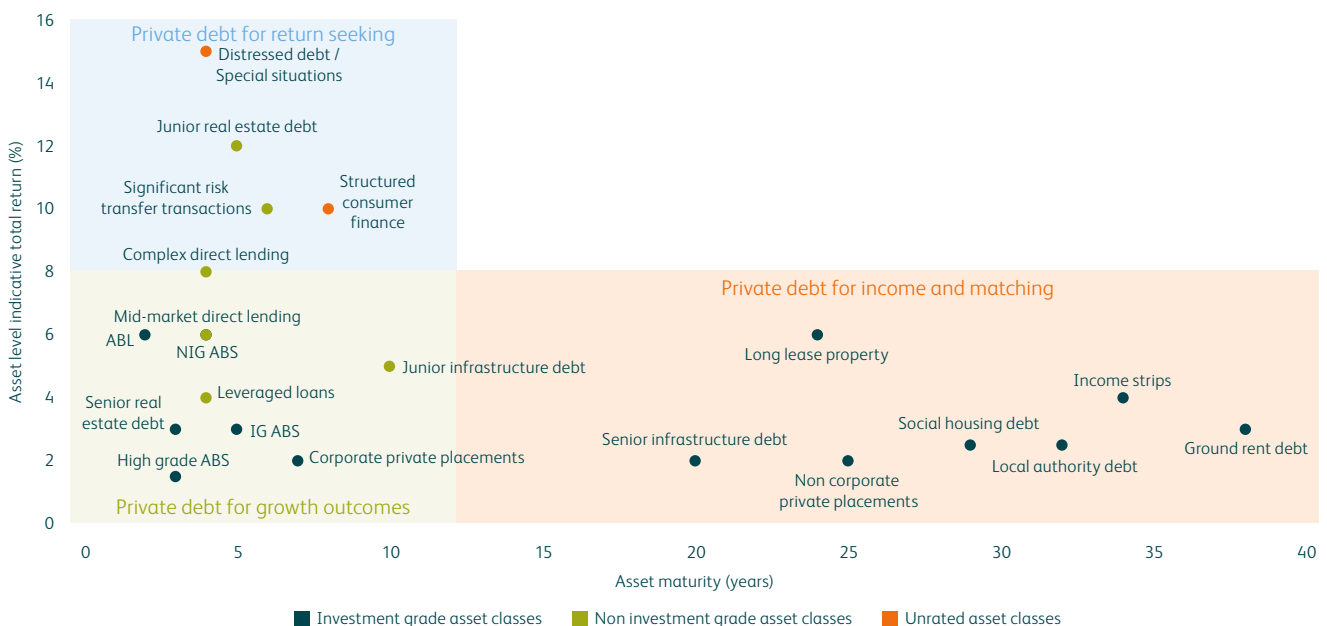 16
14
12
10
8
6
4
2
0
Asset level indicative total return (%)
Private debt for return seeking
Distressed debt /
Special situations
Junior real estate debt
Significant risk
transfer transactions
Structured
consumer
finance
Complex direct lending
Mid-market direct lending
ABL
NIG ABS
Junior infrastructure debt
Leveraged loans
Senior real
estate debt
IG ABS
High grade ABS
Corporate private placements
Private debt for growth outcomes
Private debt for income and matching
Long lease property
Income strips
Social housing debt
Senior infrastructure debt
Ground rent debt
Local authority debt
Non corporate
private placements
0 5 10 15 20 25 30 35 40
Asset maturity (years)
Investment grade asset classes Non investment grade asset classes Unrated asset classes